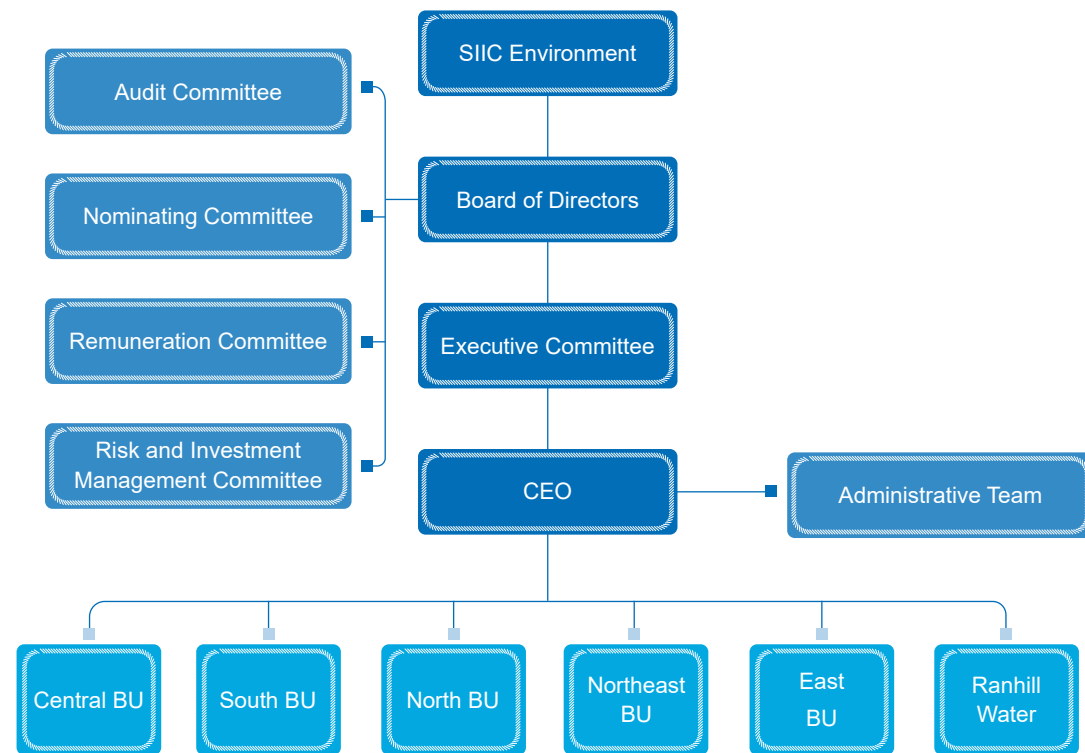 SIIC Environment
Audit Committee
Board of Directors
Nominating Committee
Remuneration Committee
Executive Committee
Risk and Investment
Management Committee
CEO
Administrative Team
Central BU
South BU
North BU
Northeast
BU
East
BU
Ranhill
Water